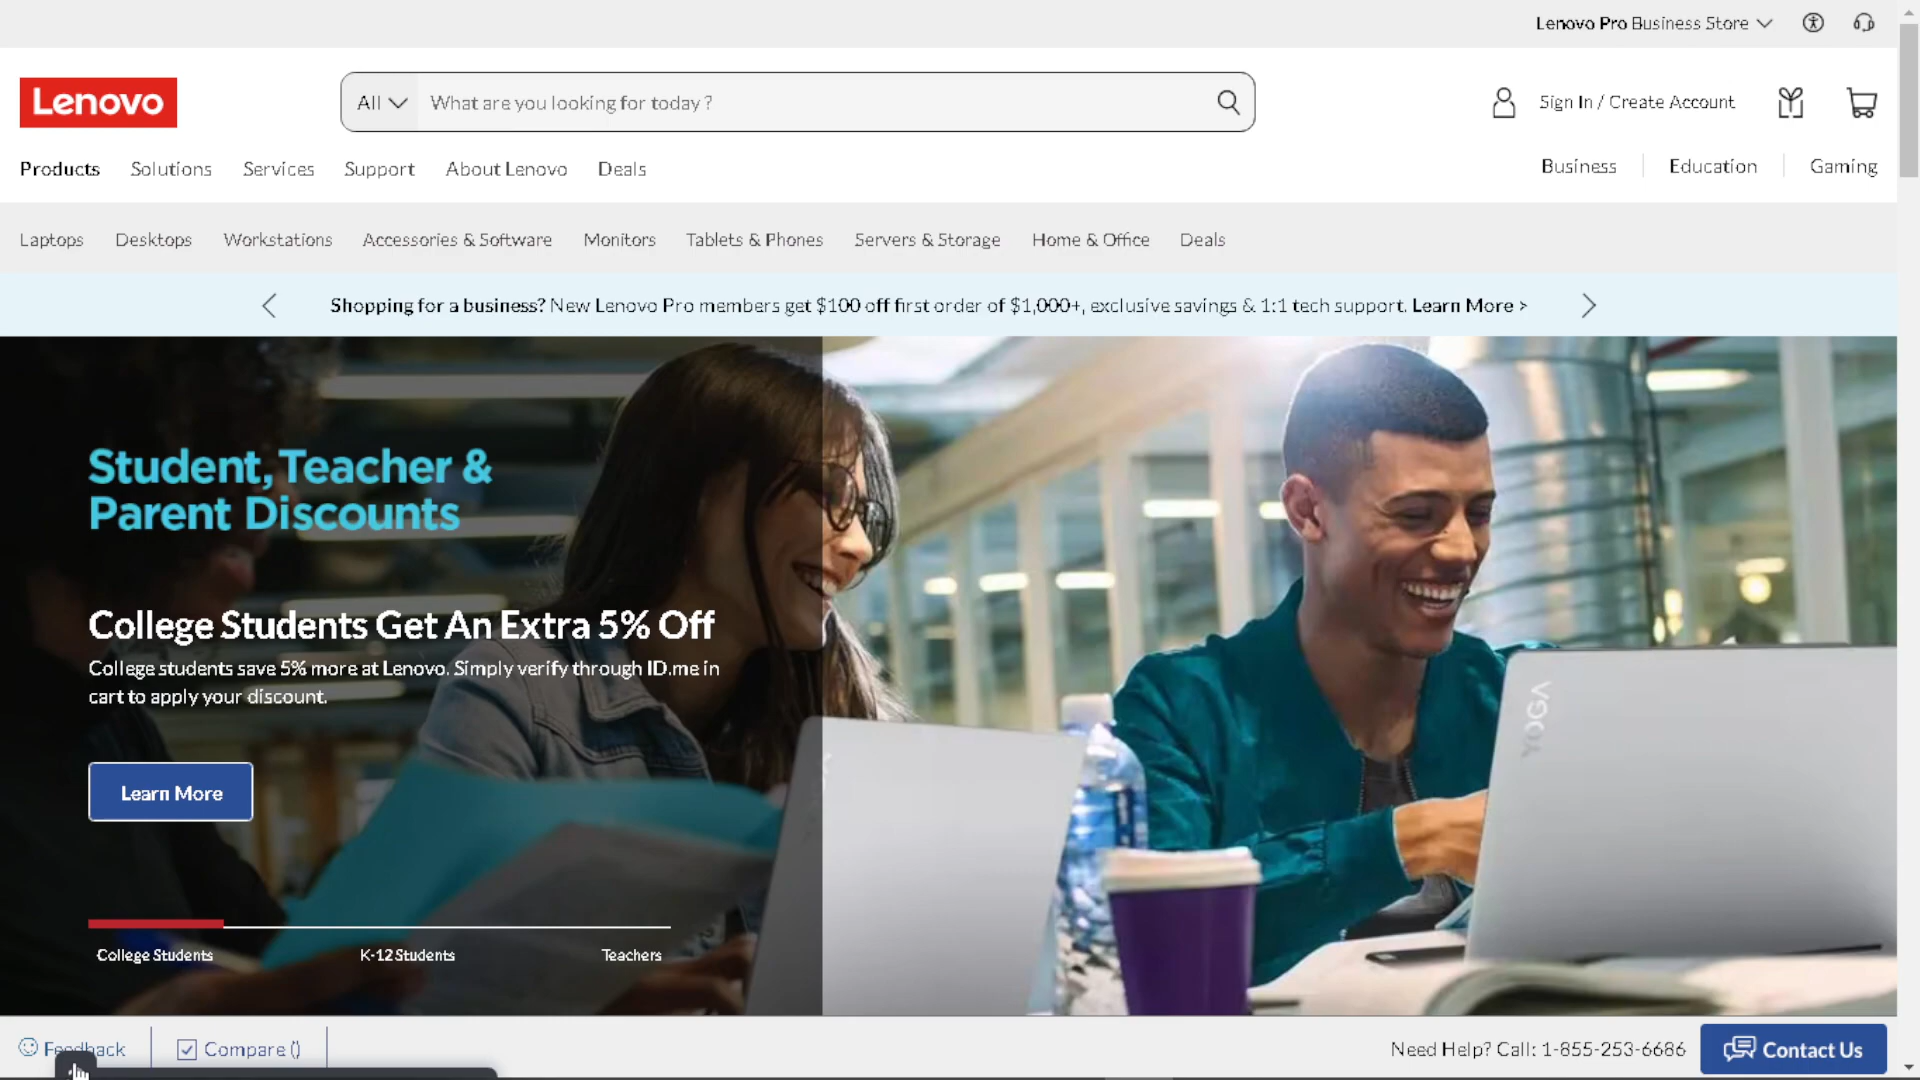 Lenovo Pro Business Store
Lenovo
All
What are you looking for today ?
Sign In / Create Account
Products
Solutions
Services
Support
About Lenovo
Deals
Business
Education
Gaming
Laptops
Desktops
Workstations
Accessories & Software
Monitors
Tablets & Phones
Servers & Storage
Home & Office
Deals
Shopping for a business? New Lenovo Pro members get $100 off first order of $1,000+, exclusive savings & 1:1 tech support. Learn More >
Student, Teacher &
Parent Discounts
College Students Get An Extra 5% Off
College students save 5% more at Lenovo. Simply verify through ID.me in
cart to apply your discount.
Learn More
College Students
K-12 Students
Teachers
YOGA
Feedback
Compare ()
Need Help? Call: 1-855-253-6686
Contact Us